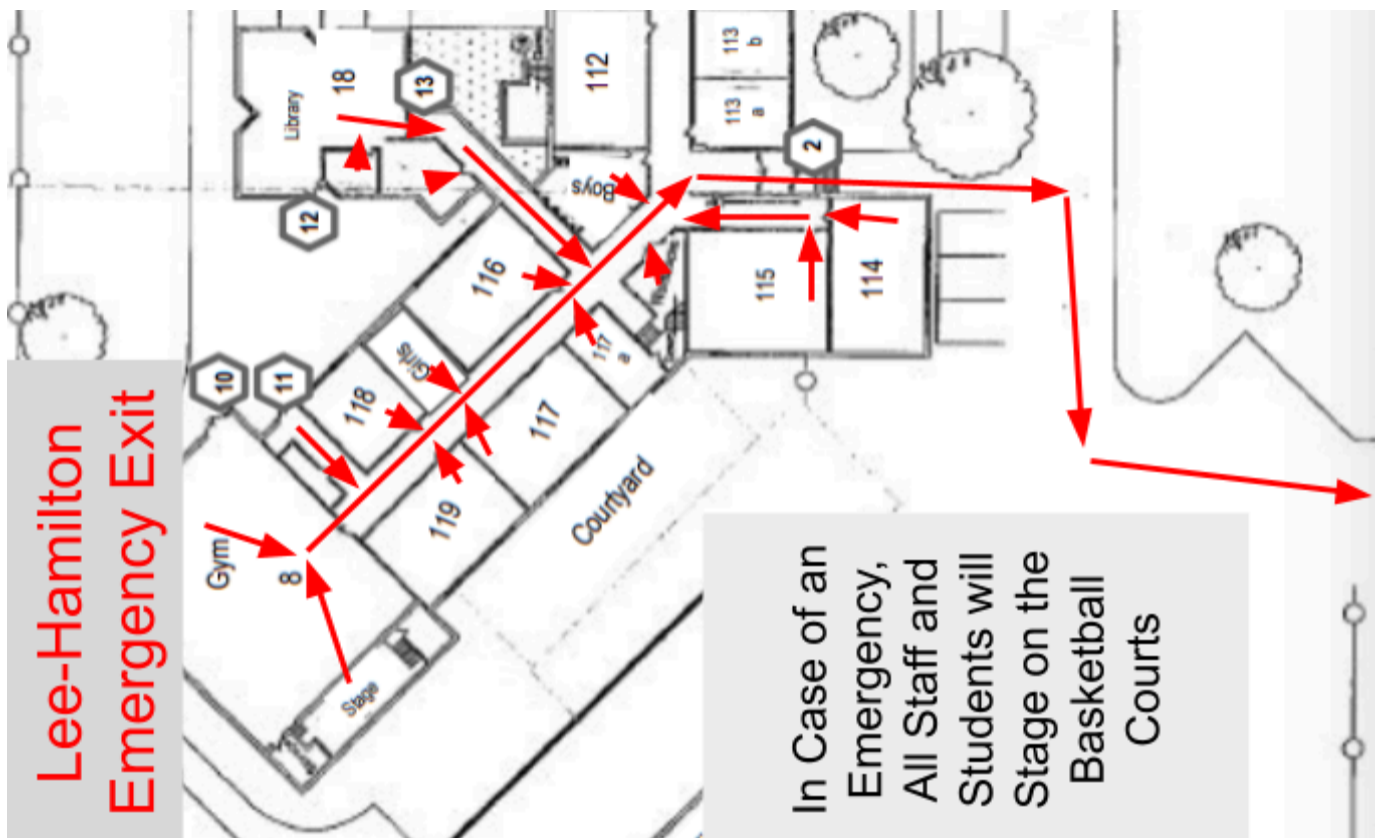 Lee-Hamilton
Emergency Exit
Gym
8
Stage
10
11
118
Girls
116
119
117
117
a
Courtyard
Library
18
12
13
Boys
112
113
a
113
b
2
115
114
In Case of an
Emergency,
All Staff and
Students will
Stage on the
Basketball
Courts